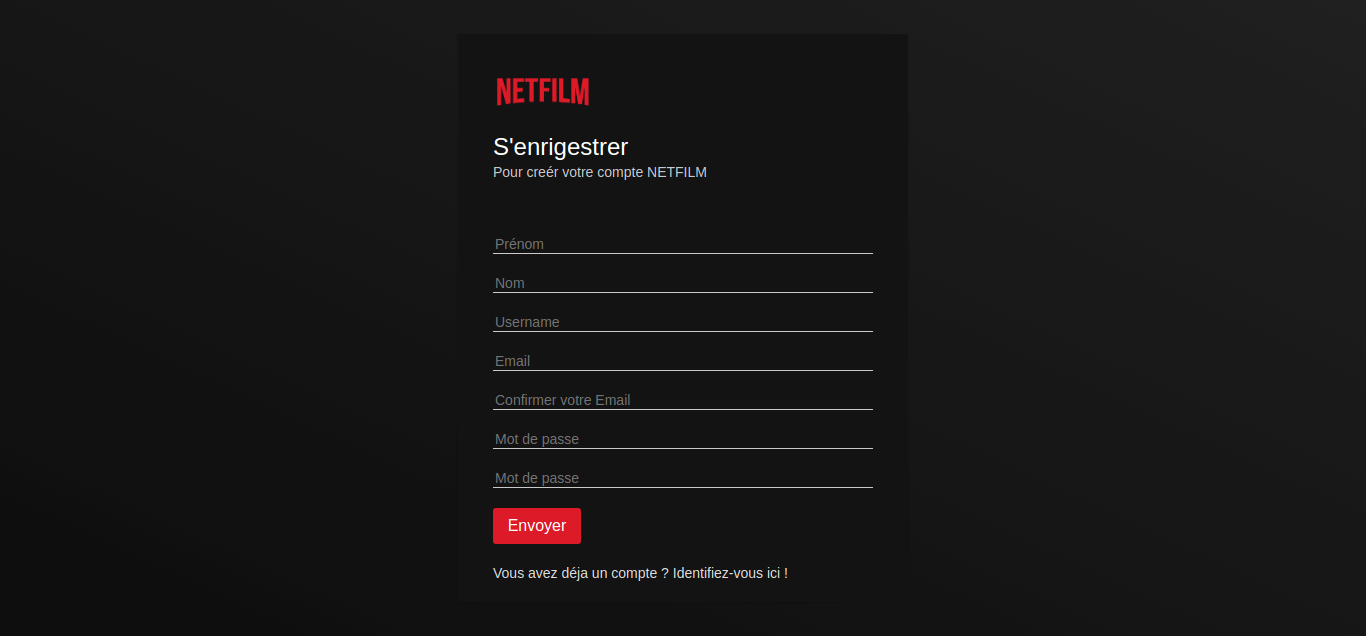 NETFILM
S'enrigestrer
Pour creér votre compte NETFILM
Prénom
Nom
Username
Email
Confirmer votre Email
Mot de passe
Mot de passe
Envoyer
Vous avez déja un compte ? Identifiez-vous ici !